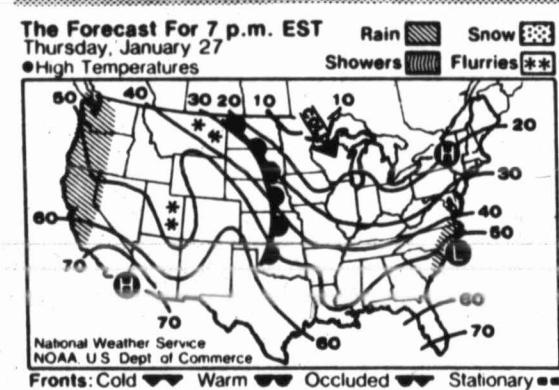 The Forecast For 7 p.m. EST
Thursday, January 27
●High Temperatures
Rain Snow
Showers Flurries
50 40 30 20 10 10
20
H
30
40
50
L
60
70
H
60
70
60
70
National Weather Service
NOAA, U S Dept of Commerce
Fronts: Cold Warm Occluded Stationary